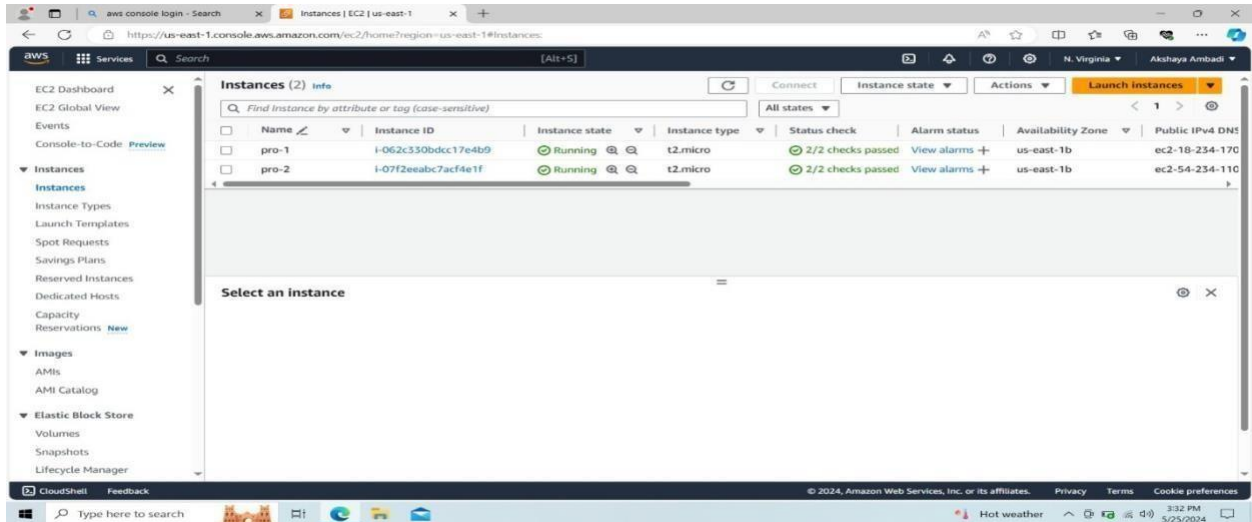 aws console login - Search
Instances | EC2 | us-east-1
https://us-east-1.console.aws.amazon.com/ec2/home?region=us-east-1#Instances:
aws Services Search [Alt+S] N. Virginia Akshaya Ambadi
EC2 Dashboard
EC2 Global View
Events
Console-to-Code Preview
Instances
Instances
Instance Types
Launch Templates
Spot Requests
Savings Plans
Reserved Instances
Dedicated Hosts
Capacity
Reservations New
Images
AMIs
AMI Catalog
Elastic Block Store
Volumes
Snapshots
Lifecycle Manager
Instances (2) Info Connect Instance state Actions Launch instances
Find Instance by attribute or tag (case-sensitive) All states 1
Name Instance ID Instance state Instance type Status check Alarm status Availability Zone Public IPv4 DNS
pro-1 i-062c330bdcc17e4b9 Running t2.micro 2/2 checks passed View alarms us-east-1b ec2-18-234-170
pro-2 i-07f2eeabc7acf4e1f Running t2.micro 2/2 checks passed View alarms us-east-1b ec2-54-234-110
Select an instance
CloudShell Feedback © 2024, Amazon Web Services, Inc. or its affiliates. Privacy Terms Cookie preferences
Type here to search Hot weather 3:32 PM
5/25/2024